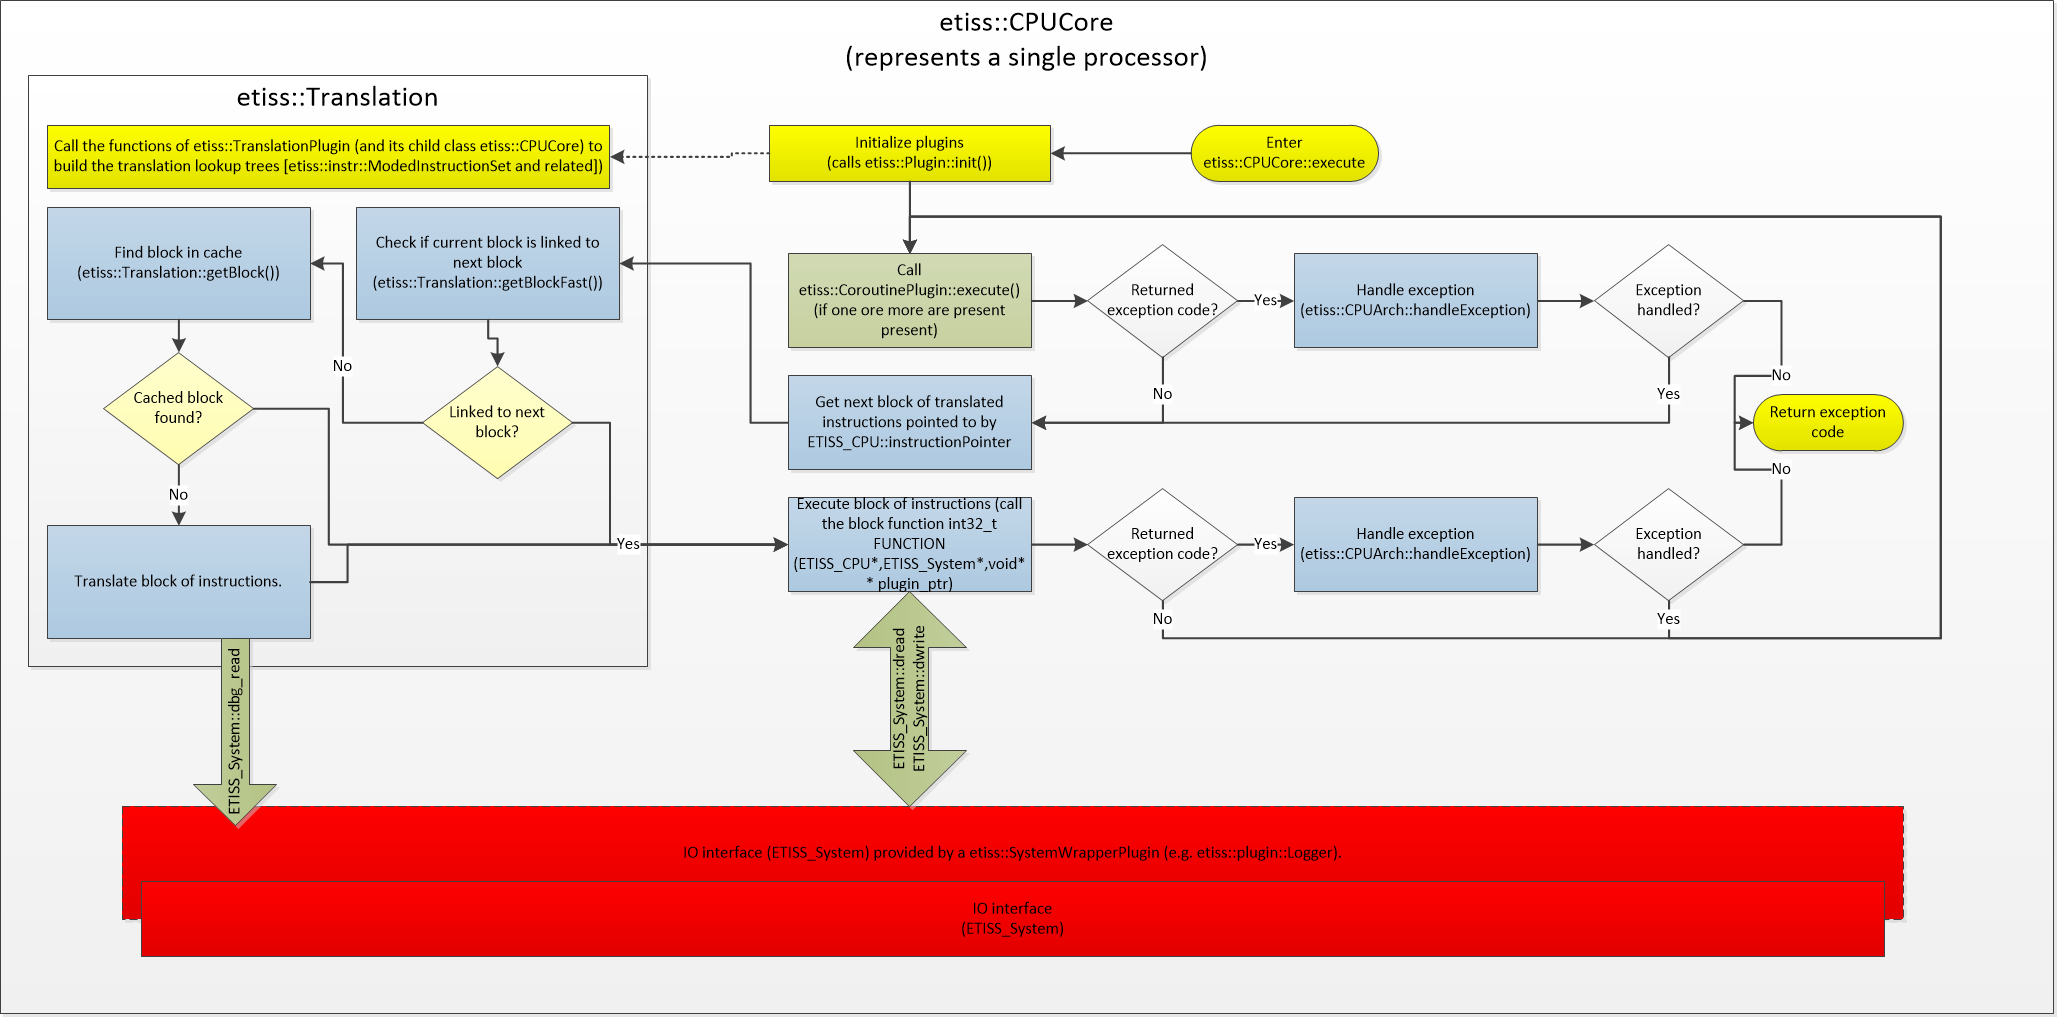 etiss::CPUCore
(represents a single processor)
etiss::Translation
Call the functions of etiss::TranslationPlugin (and its child class etiss::CPUCore) to
build the translation lookup trees [etiss::instr::ModedInstructionSet and related])
Initialize plugins
(calls etiss::Plugin::init())
Enter
etiss::CPUCore::execute
Find block in cache
(etiss::Translation::getBlock())
Check if current block is linked to
next block
(etiss::Translation::getBlockFast())
Call
etiss::CoroutinePlugin::execute()
(if one ore more are present
present)
Returned
exception code?
Yes
Handle exception
(etiss::CPUArch::handleException)
Exception
handled?
No
No
No
Yes
Cached block
found?
Linked to next
block?
Get next block of translated
instructions pointed to by
ETISS_CPU::instructionPointer
Return exception
code
No
No
Execute block of instructions (call
the block function int32_t
FUNCTION
(ETISS_CPU*,ETISS_System*,void*
* plugin_ptr)
Yes
Returned
exception code?
Yes
Handle exception
(etiss::CPUArch::handleException)
Exception
handled?
Translate block of instructions.
No
Yes
ETISS_System::dbg_read
ETISS_System::dread
ETISS_System::dwrite
IO interface (ETISS_System) provided by a etiss::SystemWrapperPlugin (e.g. etiss::plugin::Logger).
IO interface
(ETISS_System)